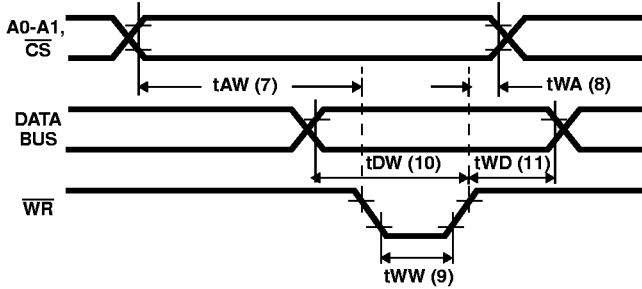 A0-A1,
CS
tAW (7)
tWA (8)
DATA
BUS
tDW (10)
tWD (11)
WR
tWW (9)